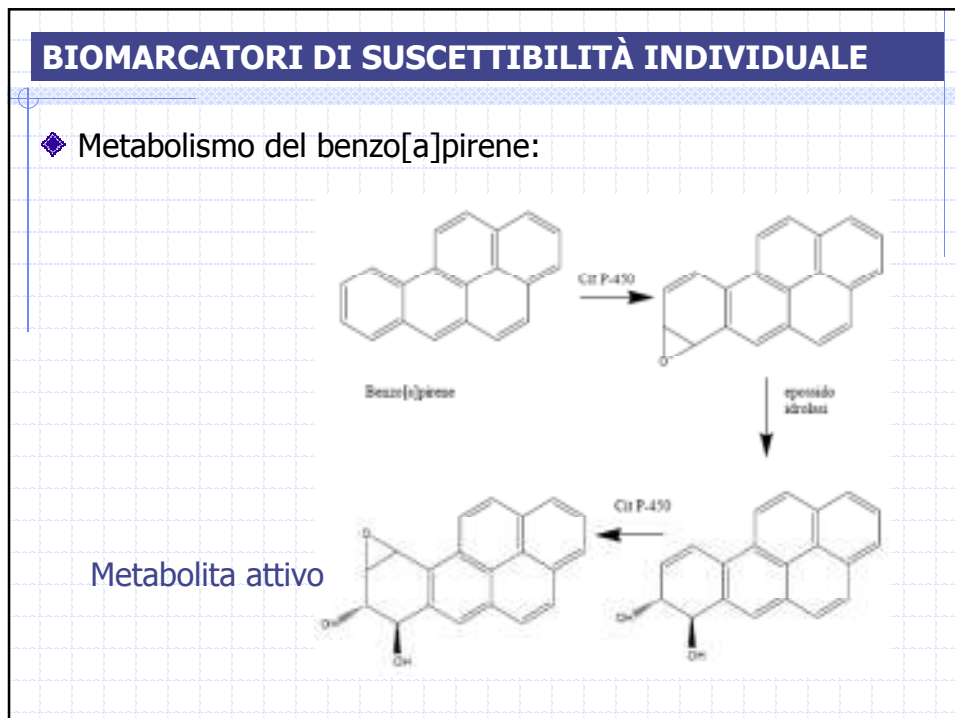 BIOMARCATORI DI SUSCETTIBILITÀ INDIVIDUALE
Metabolismo del benzo[a]pirene:
Cit P-450
O
Benzo[a]pirene
epossido
idrolasi
Cit P-450
O
Metabolita attivo
OH
OH
OH
OH